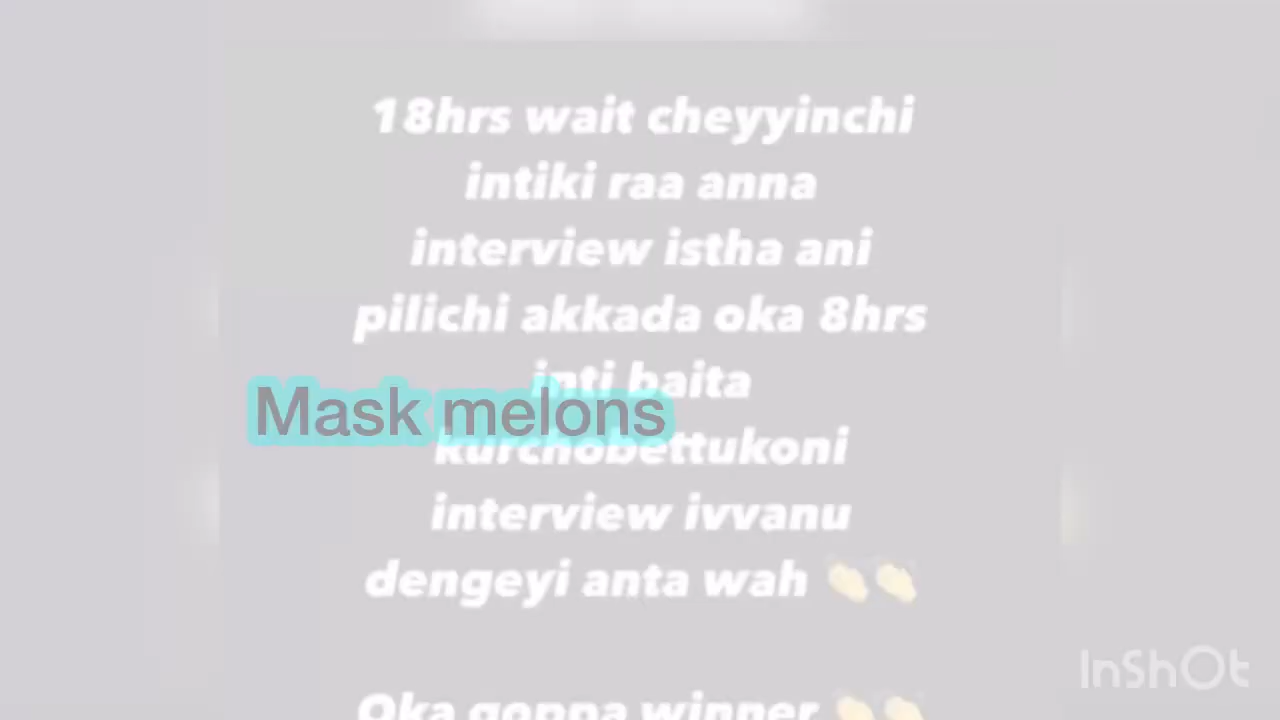 18hrs wait cheyyinchi
intiki raa anna
interview istha ani
pilichi akkada oka 8hrs
inti baita
Mask melons
kurchobettukoni
interview ivvanu
dengeyi anta wah 👏👏
Oka goppa winner 👏👏
InShOt